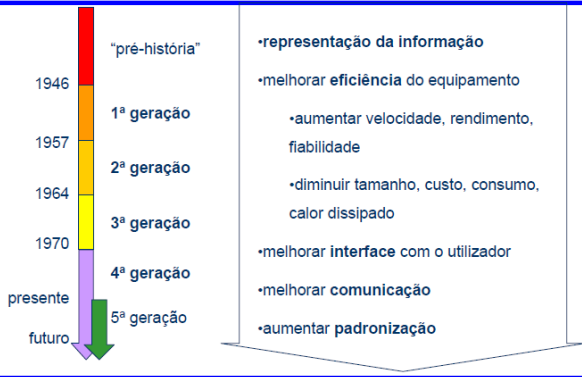 “pré-história”
1946
1ª geração
1957
2ª geração
1964
3ª geração
1970
4ª geração
presente
5ª geração
futuro
•representação da informação
•melhorar eficiência do equipamento
•aumentar velocidade, rendimento,
fiabilidade
•diminuir tamanho, custo, consumo,
calor dissipado
•melhorar interface com o utilizador
•melhorar comunicação
•aumentar padronização